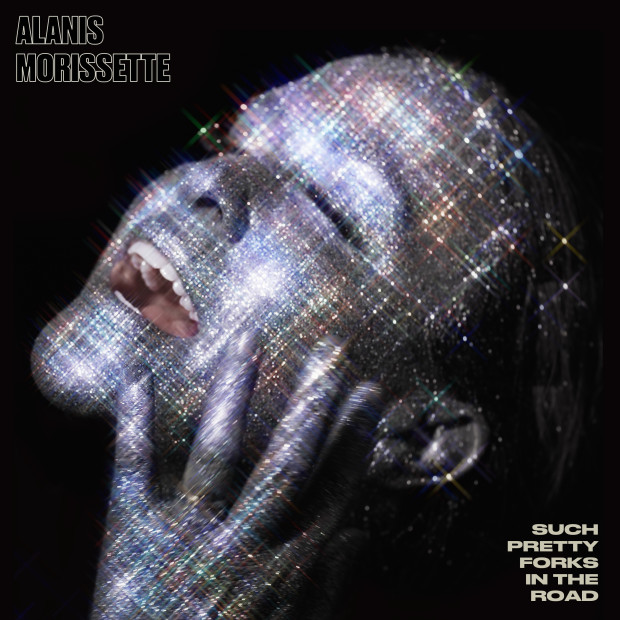 ALANIS
MORISSETTE
SUCH
PRETTY
FORKS
IN THE
ROAD